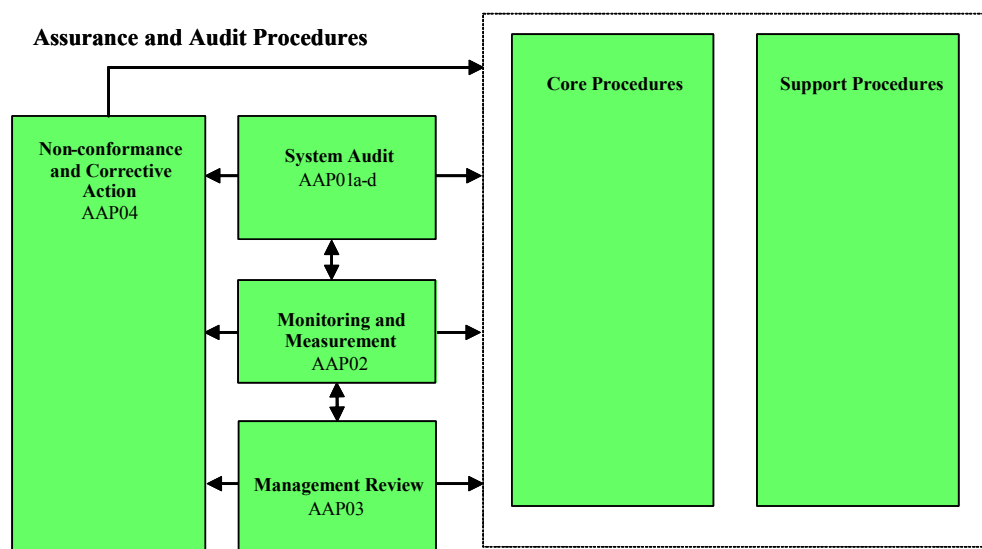 Assurance and Audit Procedures
Core Procedures
Support Procedures
Non-conformance
and Corrective
Action
AAP04
System Audit
AAP01a-d
Monitoring and
Measurement
AAP02
Management Review
AAP03